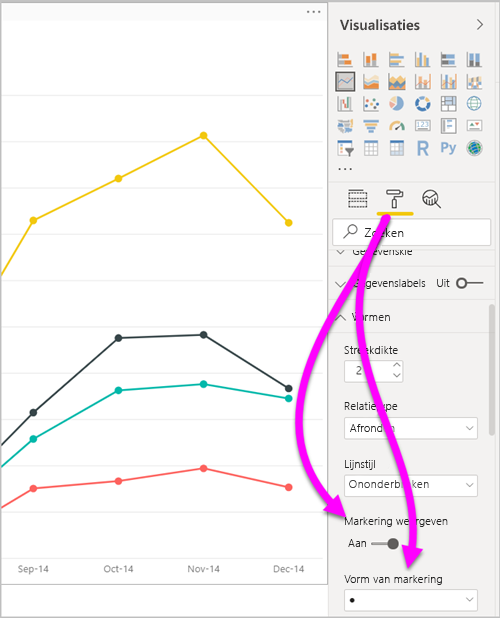 Visualisaties
123
R Py
Zoeken
Gegevenslabels Uit
Vormen
Streekdikte
2
Relatietype
Afronden
Lijnstijl
Ononderbroken
Markering weergeven
Aan
Vorm van markering
Sep-14 Oct-14 Nov-14 Dec-14